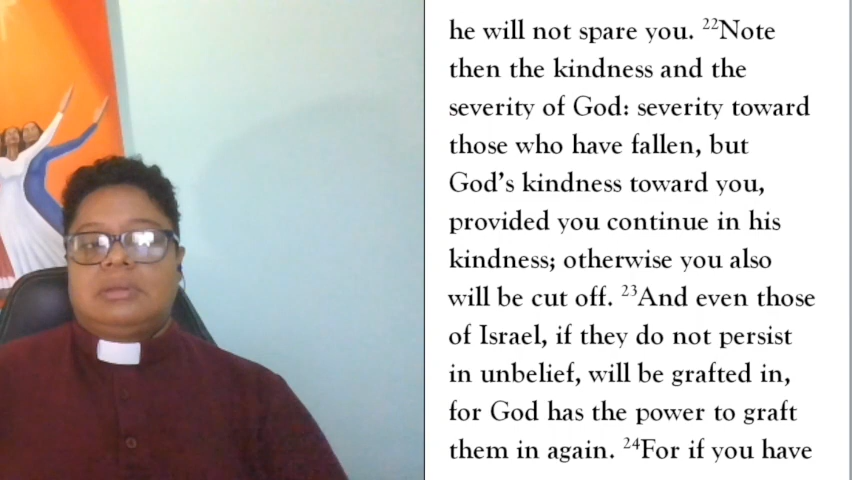 he will not spare you. ²²Note
then the kindness and the
severity of God: severity toward
those who have fallen, but
God’s kindness toward you,
provided you continue in his
kindness; otherwise you also
will be cut off. ²³And even those
of Israel, if they do not persist
in unbelief, will be grafted in,
for God has the power to graft
them in again. ²⁴For if you have